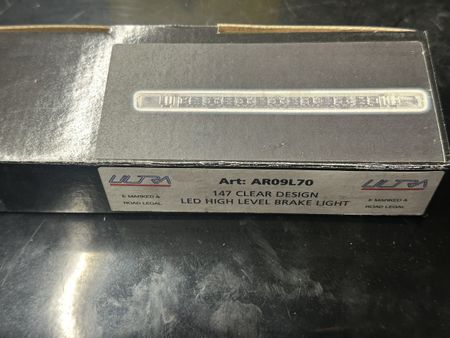 ULTRA Art: AR09L70 ULTRA
147 CLEAR DESIGN
E-MARKED & LED HIGH LEVEL BRAKE LIGHT E-MARKED &
ROAD LEGAL ROAD LEGAL